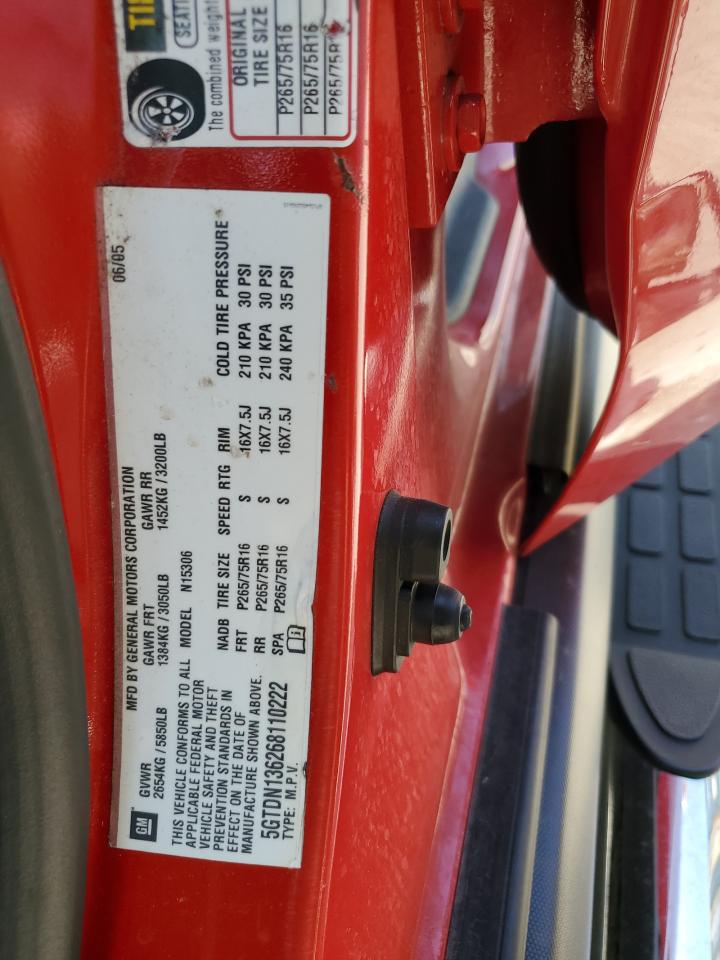 MFD BY GENERAL MOTORS CORPORATION 06/05
GM
GVWR GAWR FRT GAWR RR
2654KG / 5850LB 1384KG / 3050LB 1452KG / 3200LB
THIS VEHICLE CONFORMS TO ALL
APPLICABLE FEDERAL MOTOR
VEHICLE SAFETY AND THEFT
PREVENTION STANDARDS IN
EFFECT ON THE DATE OF
MANUFACTURE SHOWN ABOVE.
5GTDN136268110222
TYPE: M.P.V.
MODEL N15306
NADB TIRE SIZE SPEED RTG RIM COLD TIRE PRESSURE
FRT P265/75R16 S 16X7.5J 210 KPA 30 PSI
RR P265/75R16 S 16X7.5J 210 KPA 30 PSI
SPA P265/75R16 S 16X7.5J 240 KPA 35 PSI
SEATI
The combined weight
ORIGINAL
TIRE SIZE
P265/75R16
P265/75R16
P265/75R16